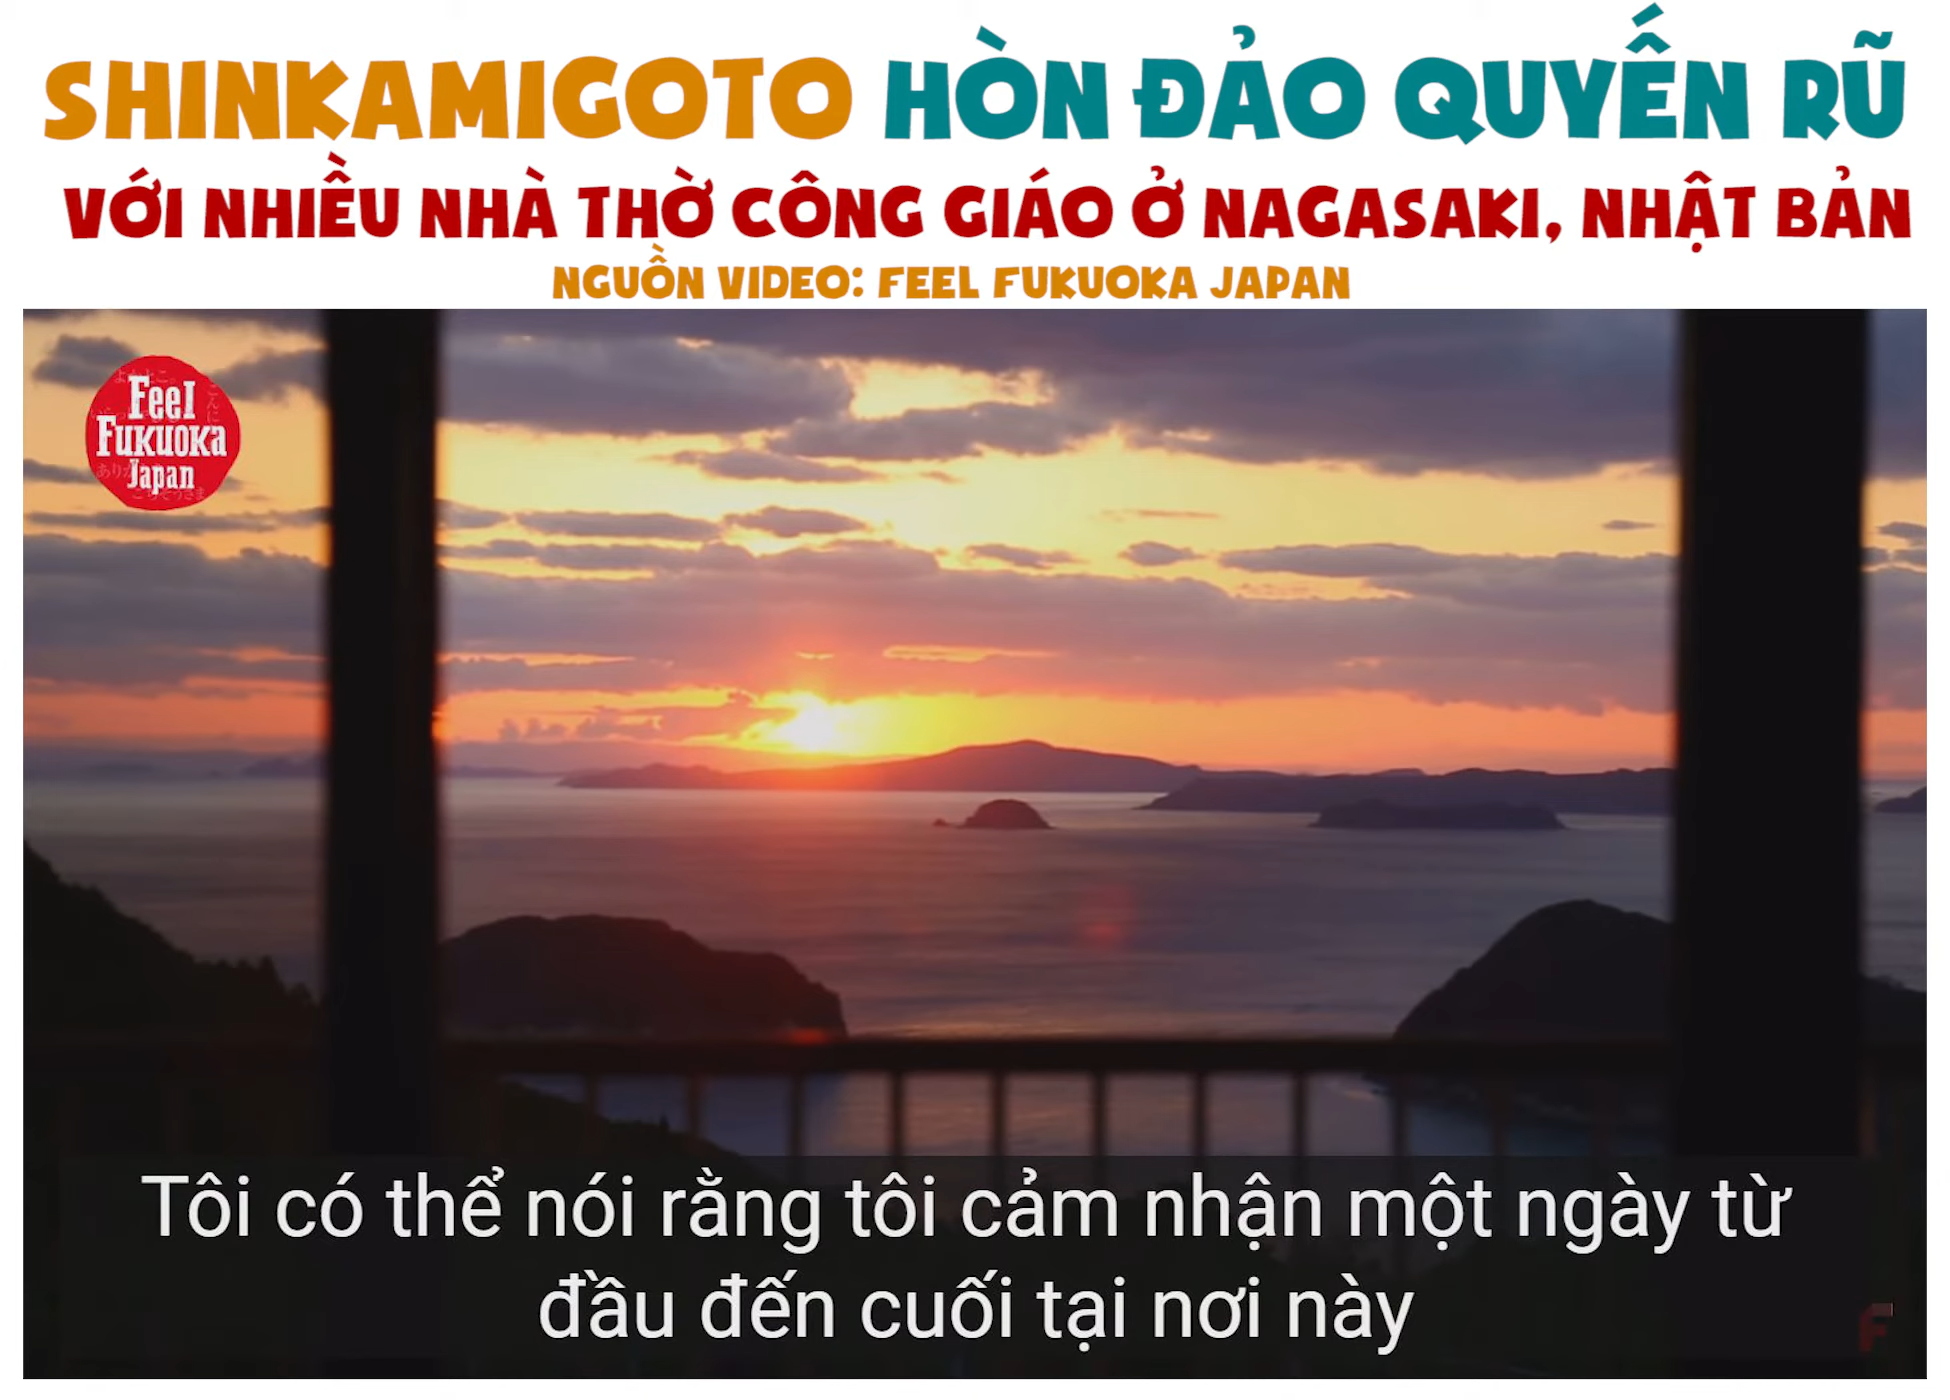 SHINKAMIGOTO HÒN ĐẢO QUYẾN RŨ
VỚI NHIỀU NHÀ THỜ CÔNG GIÁO Ở NAGASAKI, NHẬT BẢN
NGUỒN VIDEO: FEEL FUKUOKA JAPAN
Feel
Fukuoka
Japan
Tôi có thể nói rằng tôi cảm nhận một ngày từ
đầu đến cuối tại nơi này
F